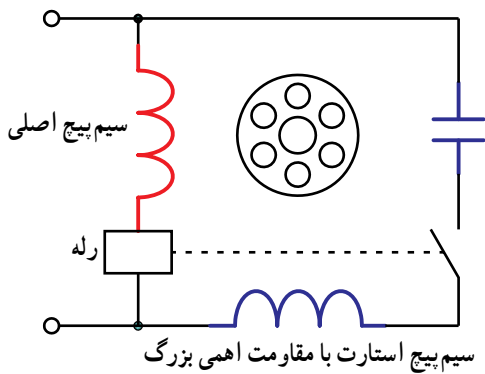 سیم‌پیچ اصلی
رله
سیم‌پیچ استارت با مقاومت اهمی بزرگ